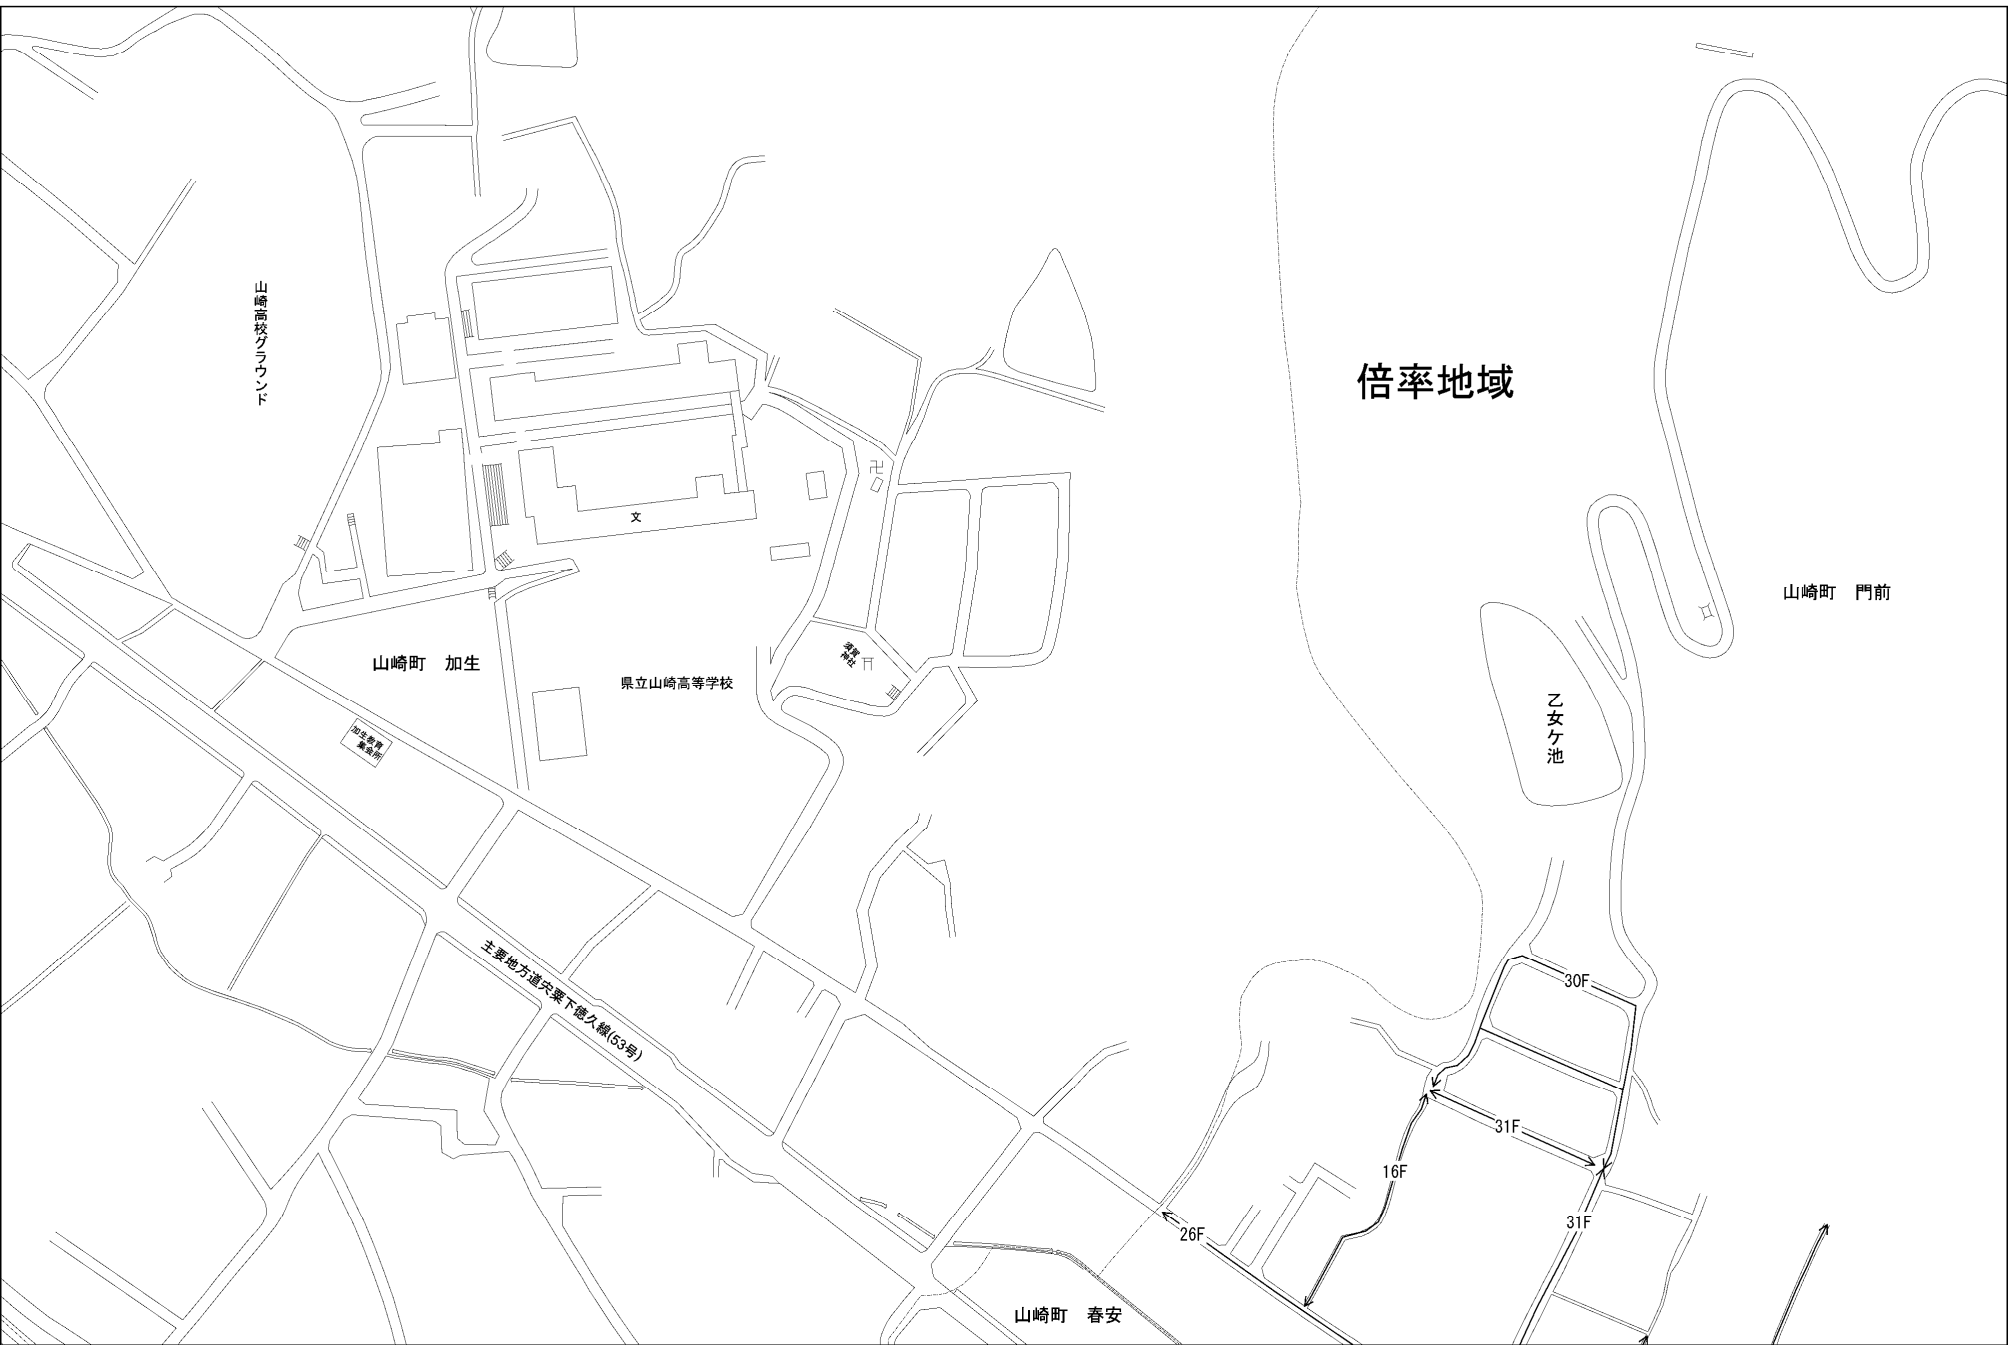 山崎高校グラウンド
倍率地域
文
山崎町　門前
山崎町　加生
須賀
神社
県立山崎高等学校
乙女ケ池
加生教育
集会所
主要地方道宍粟下徳久線(53号)
30F
31F
16F
31F
26F
山崎町　春安